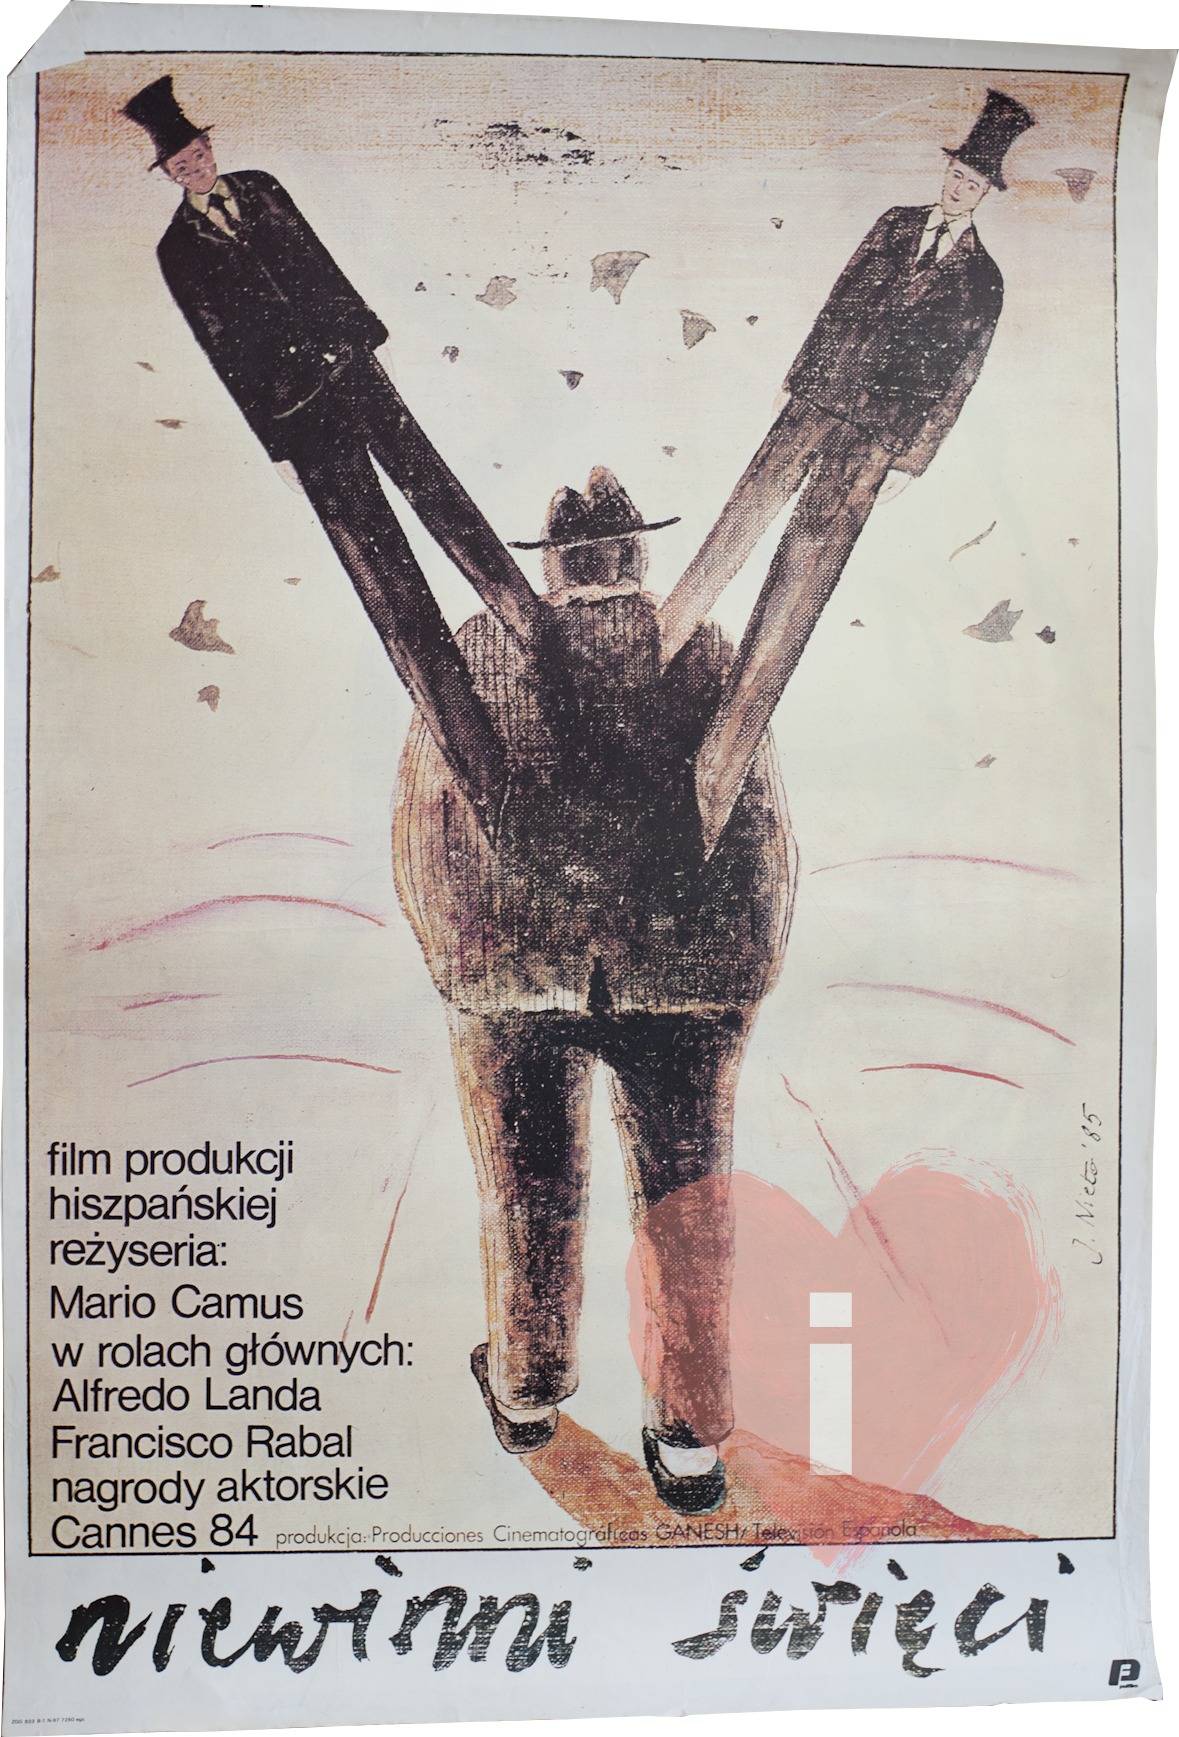 J. Nieto '85
film produkcji
hiszpańskiej
reżyseria:
Mario Camus
w rolach głównych:
Alfredo Landa
Francisco Rabal
nagrody aktorskie
Cannes 84
produkcja: Producciones Cinematográficas GANESH/Televisión Española
niewinni święci
i